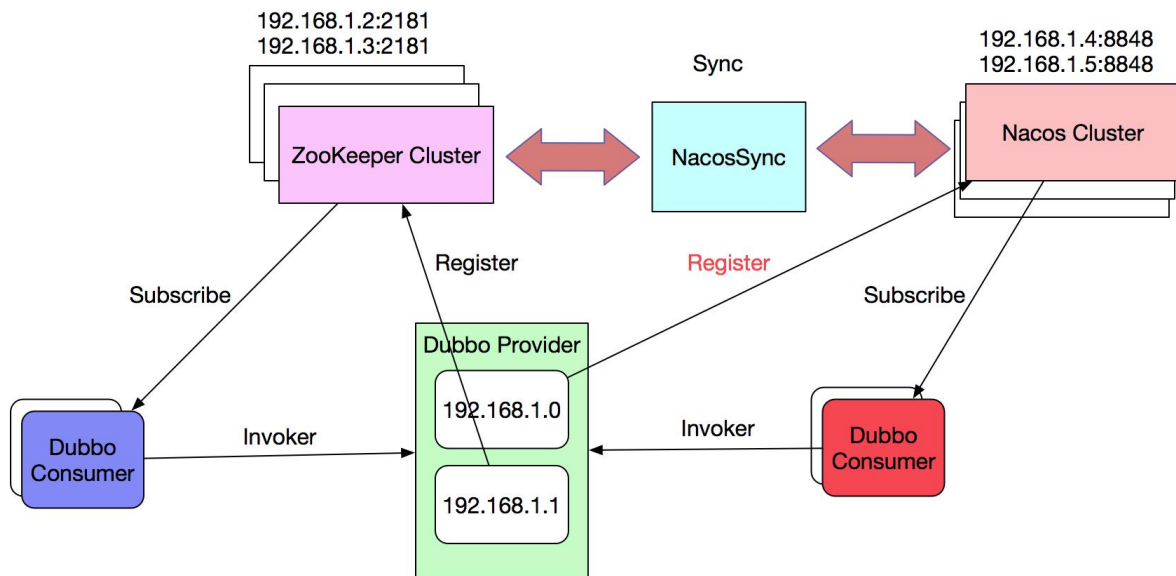 192.168.1.2:2181
192.168.1.3:2181
192.168.1.4:8848
192.168.1.5:8848
Sync
ZooKeeper Cluster
NacosSync
Nacos Cluster
Register
Register
Subscribe
Subscribe
Dubbo Provider
192.168.1.0
192.168.1.1
Invoker
Invoker
Dubbo
Consumer
Dubbo
Consumer